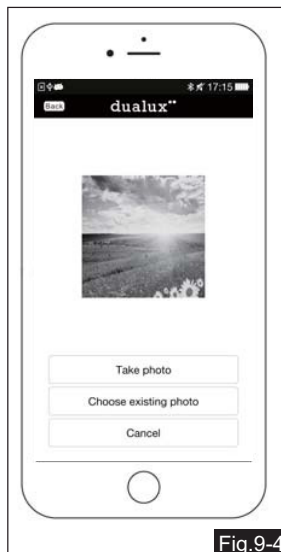 17:15
Back
dualux
Take photo
Choose existing photo
Cancel
Fig.9-4